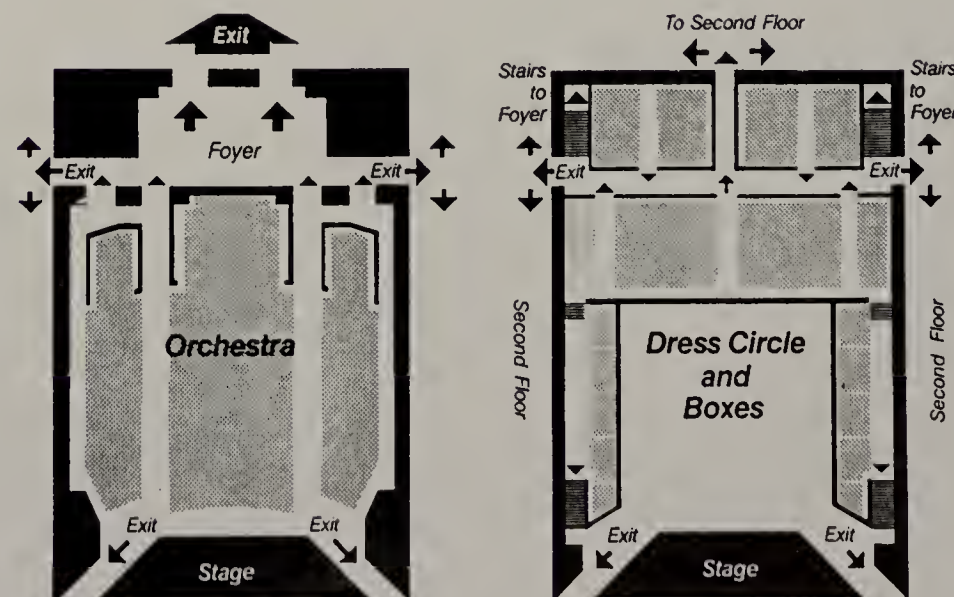 Exit
Foyer
Exit
Exit
Orchestra
Exit
Exit
Stage
To Second Floor
Stairs
to
Foyer
Stairs
to
Foyer
Exit
Exit
Second Floor
Dress Circle
and
Boxes
Second Floor
Exit
Exit
Stage